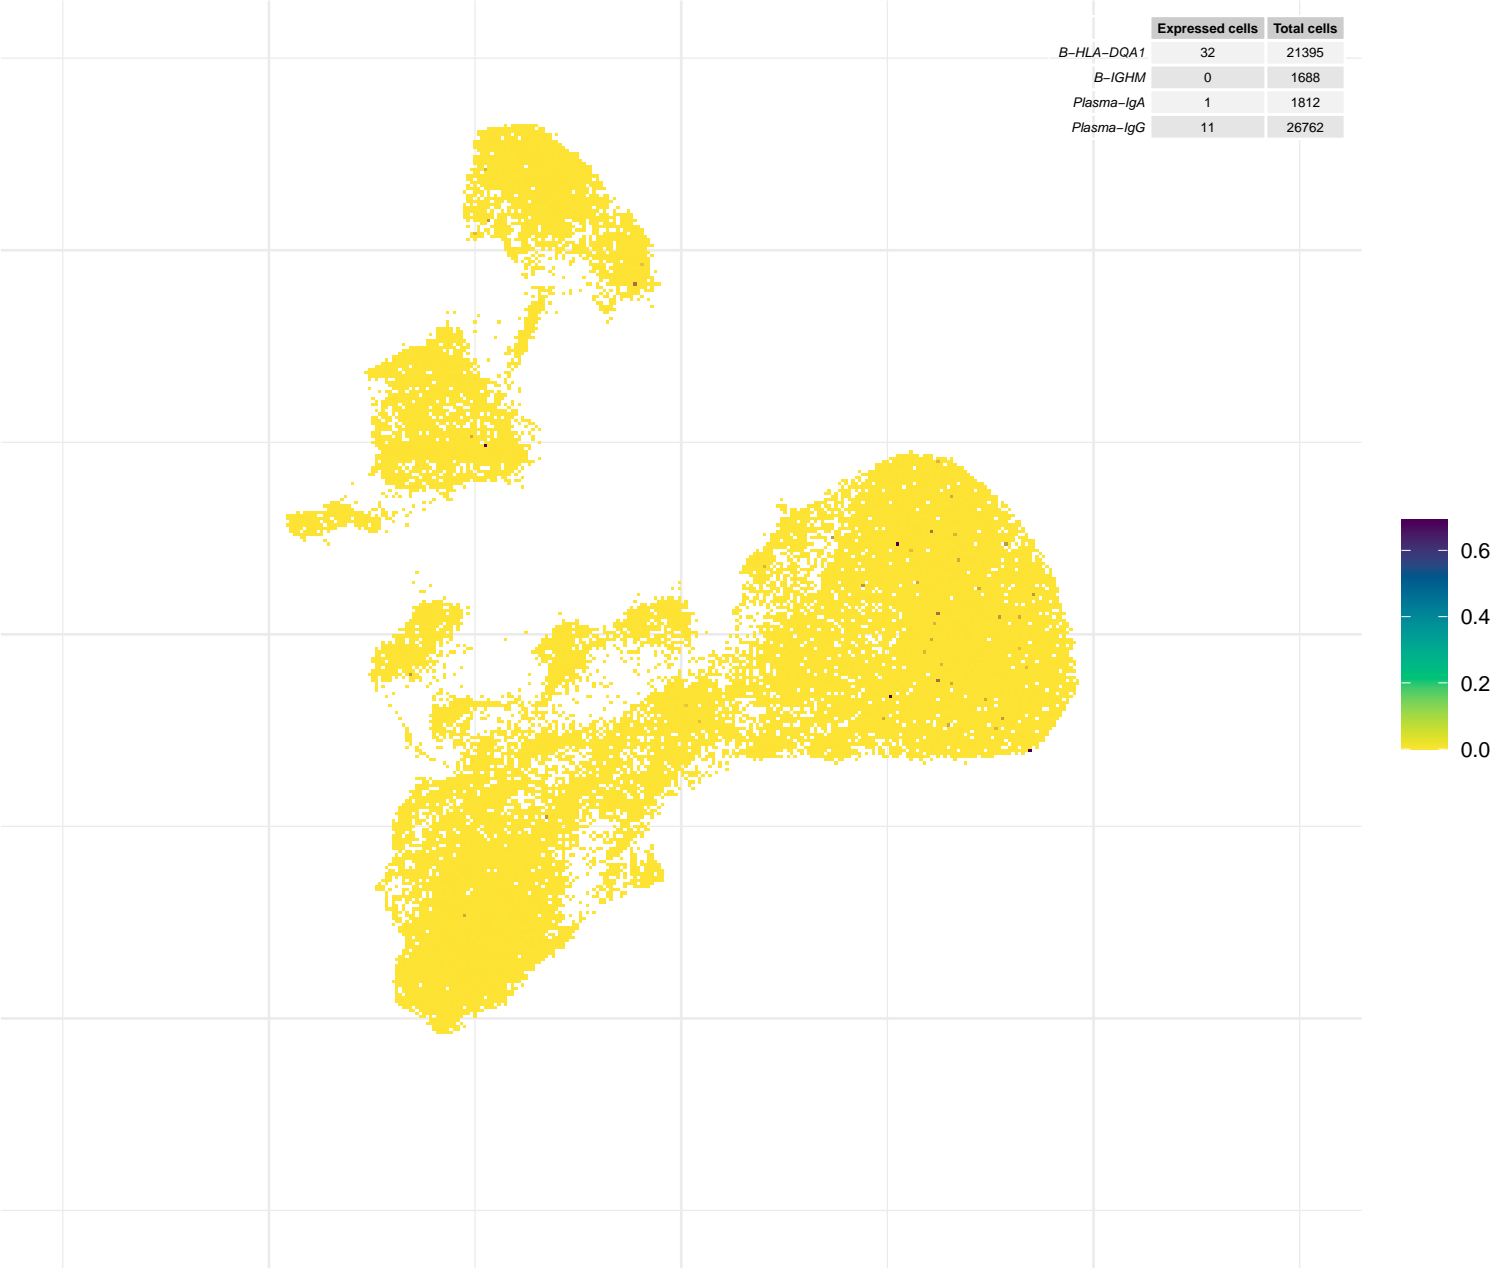 Expressed cells Total cells
B−HLA−DQA1 32 21395
B−IGHM 0 1688
Plasma−IgA 1 1812
Plasma−IgG 11 26762
0.6
0.4
0.2
0.0